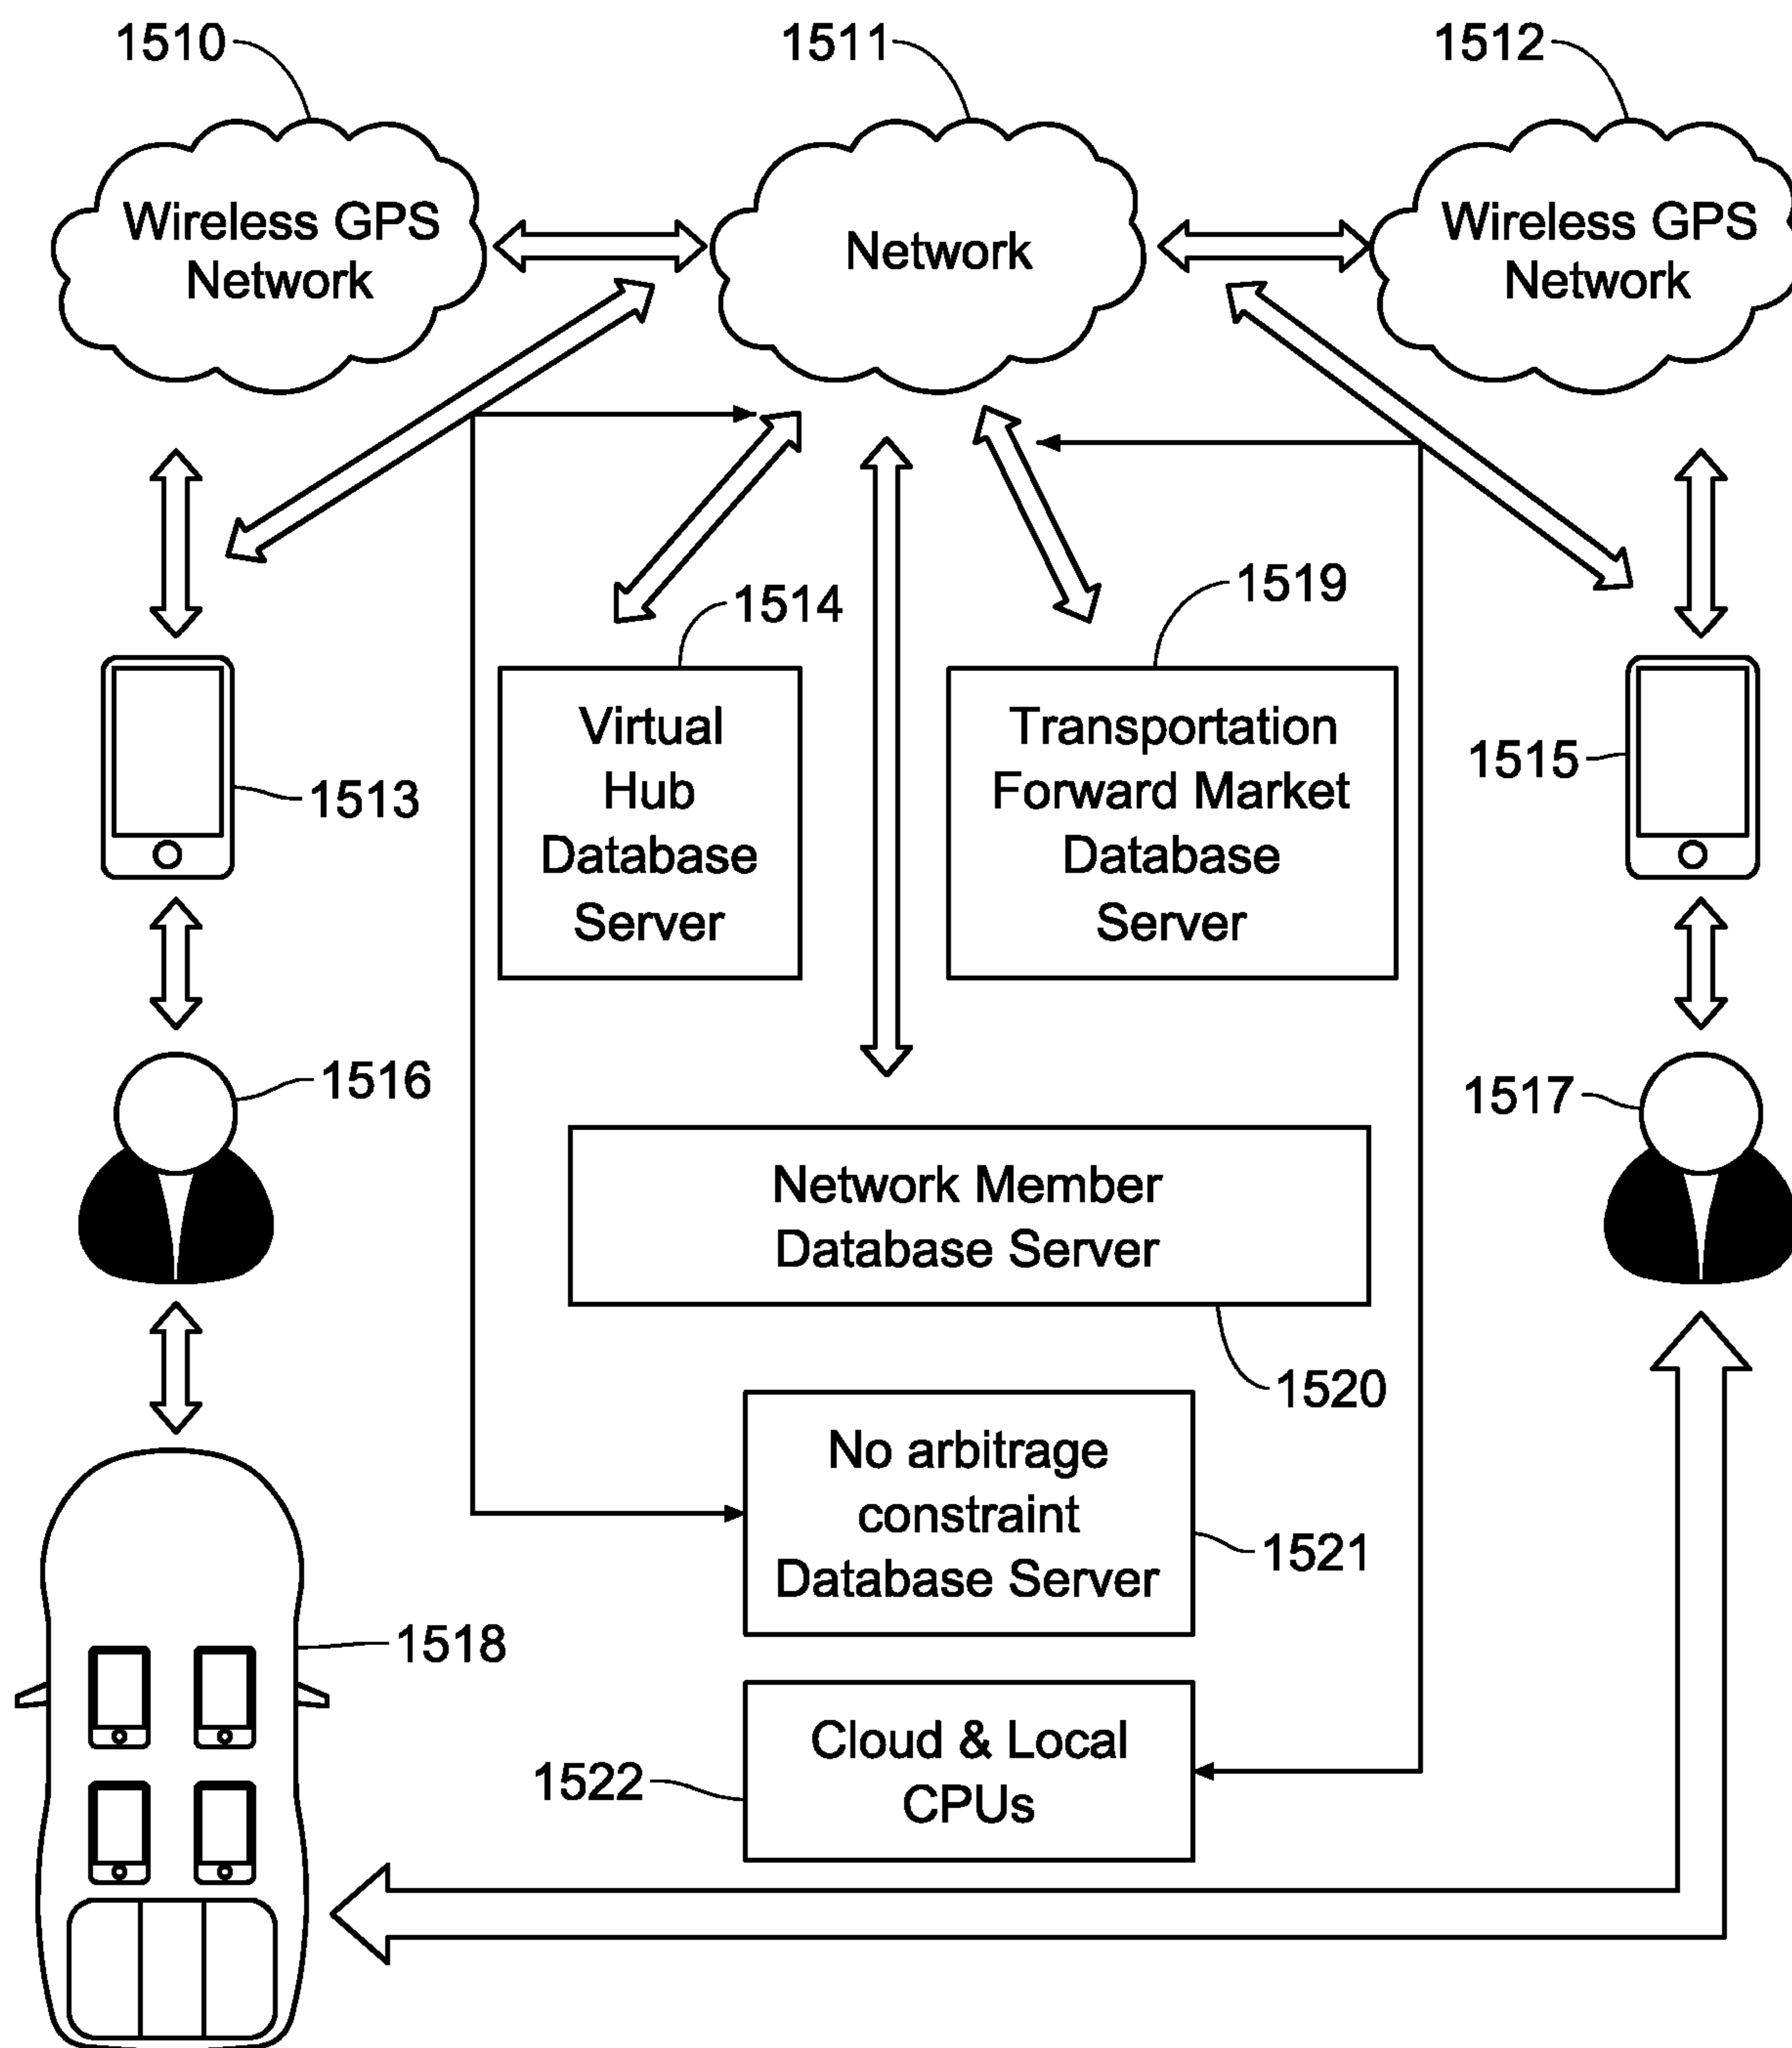 1510
1511
1512
Wireless GPS
Network
Network
Wireless GPS
Network
1514
1519
Virtual
Hub
Database
Server
Transportation
Forward Market
Database
Server
1513
1515
1516
1517
Network Member
Database Server
1520
No arbitrage
constraint
Database Server
1521
1518
Cloud & Local
CPUs
1522